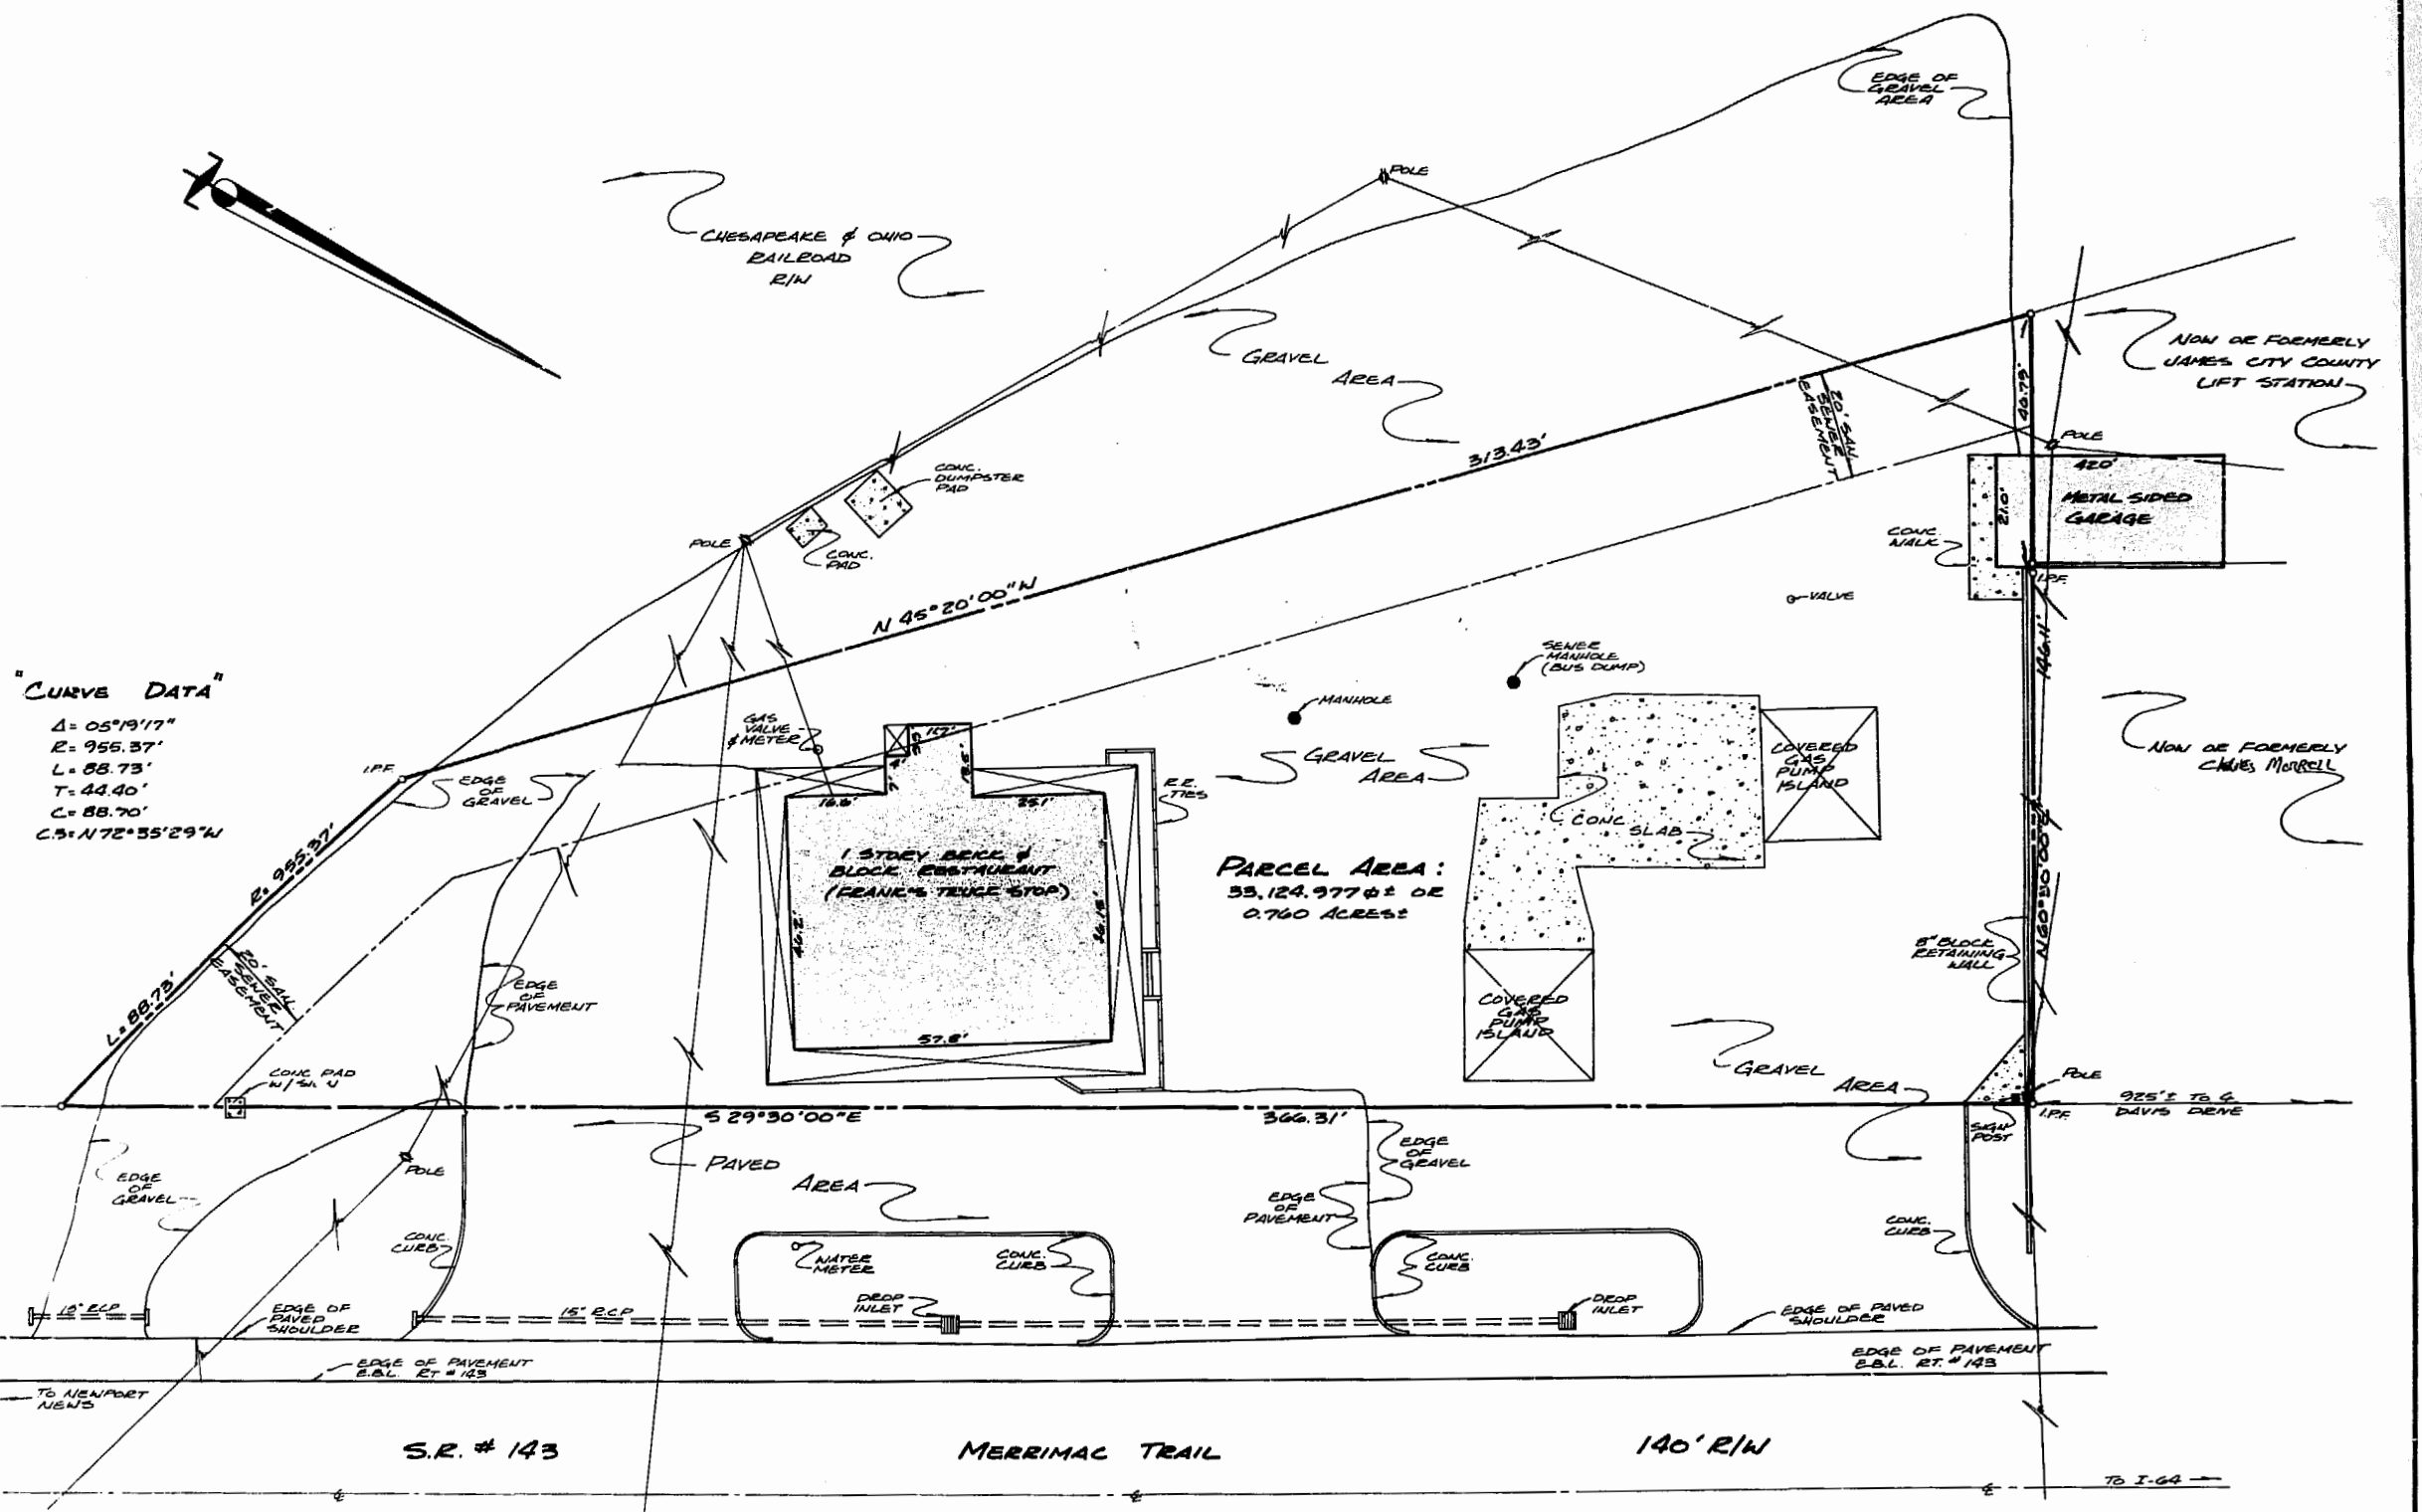 EDGE OF
GRAVEL
AREA
POLE
CHESAPEAKE & OHIO
RAILROAD
R/W
GRAVEL
AREA
NOW OR FORMERLY
JAMES CITY COUNTY
LIFT STATION
40.79'
20' SAN.
SEWER
EASEMENT
313.43'
POLE
42.0'
METAL SIDED
GARAGE
21.0'
CONC.
WALK
I.P.F.
CONC.
DUMPSTER
PAD
POLE
CONC.
PAD
N 45°20'00"W
VALVE
146.11'
SEWER
MANHOLE
(BUS DUMP)
MANHOLE
"CURVE DATA"
Δ= 05°19'17"
R= 955.37'
L= 88.73'
T= 44.40'
C= 88.70'
C.B= N 72°35'29"W
GAS
VALVE
& METER
I.P.F.
EDGE
OF
GRAVEL
GRAVEL
AREA
R.R.
TIES
COVERED
GAS
PUMP
ISLAND
NOW OR FORMERLY
16.6'
25.1'
CONC. SLAB
R= 955.37'
1 STORY BRICK &
BLOCK RESTAURANT
(FRANK'S TRUCK STOP)
46.2'
57.8'
PARCEL AREA:
33,124.977 ϕ± OR
0.760 ACRES±
N60°30'00"E
8" BLOCK
RETAINING
WALL
L= 88.73'
20' SAN.
SEWER
EASEMENT
EDGE
OF
PAVEMENT
COVERED
GAS
PUMP
ISLAND
CONC PAD
GRAVEL
AREA
POLE
I.P.F.
925'± TO ℄
DAVIS DRIVE
SIGN
POST
S 29°30'00"E
366.31'
POLE
PAVED
AREA
EDGE
OF
GRAVEL
EDGE
OF
GRAVEL
EDGE
OF
PAVEMENT
CONC.
CURB
WATER
METER
CONC.
CURB
CONC.
CURB
CONC.
CURB
15" RCP
EDGE OF
PAVED
SHOULDER
15" R.C.P
DROP
INLET
DROP
INLET
EDGE OF PAVED
SHOULDER
EDGE OF PAVEMENT
E.B.L. RT # 143
EDGE OF PAVEMENT
E.B.L. RT. # 143
TO NEWPORT
NEWS
S.R. # 143
MERRIMAC TRAIL
140' R/W
TO I-64
℄
℄
℄